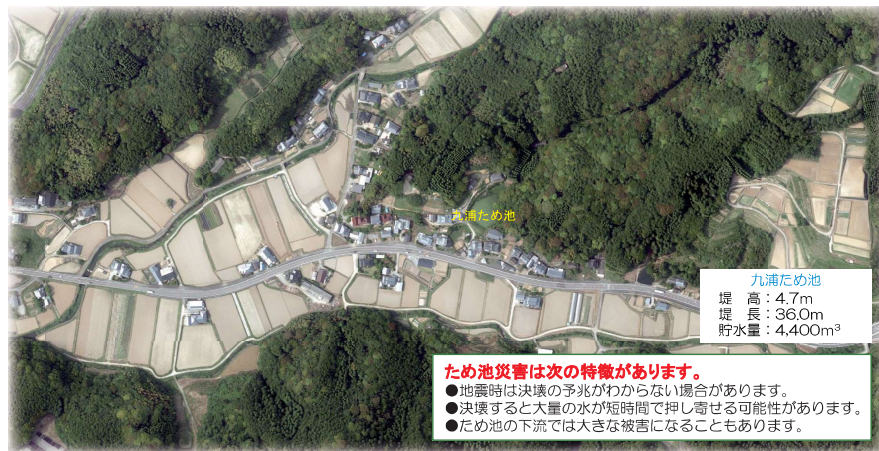 九浦ため池
九浦ため池
堤　高：4.7m
堤　長：36.0m
貯水量：4,400m³
ため池災害は次の特徴があります。
●地震時は決壊の予兆がわからない場合があります。
●決壊すると大量の水が短時間で押し寄せる可能性があります。
●ため池の下流では大きな被害になることもあります。